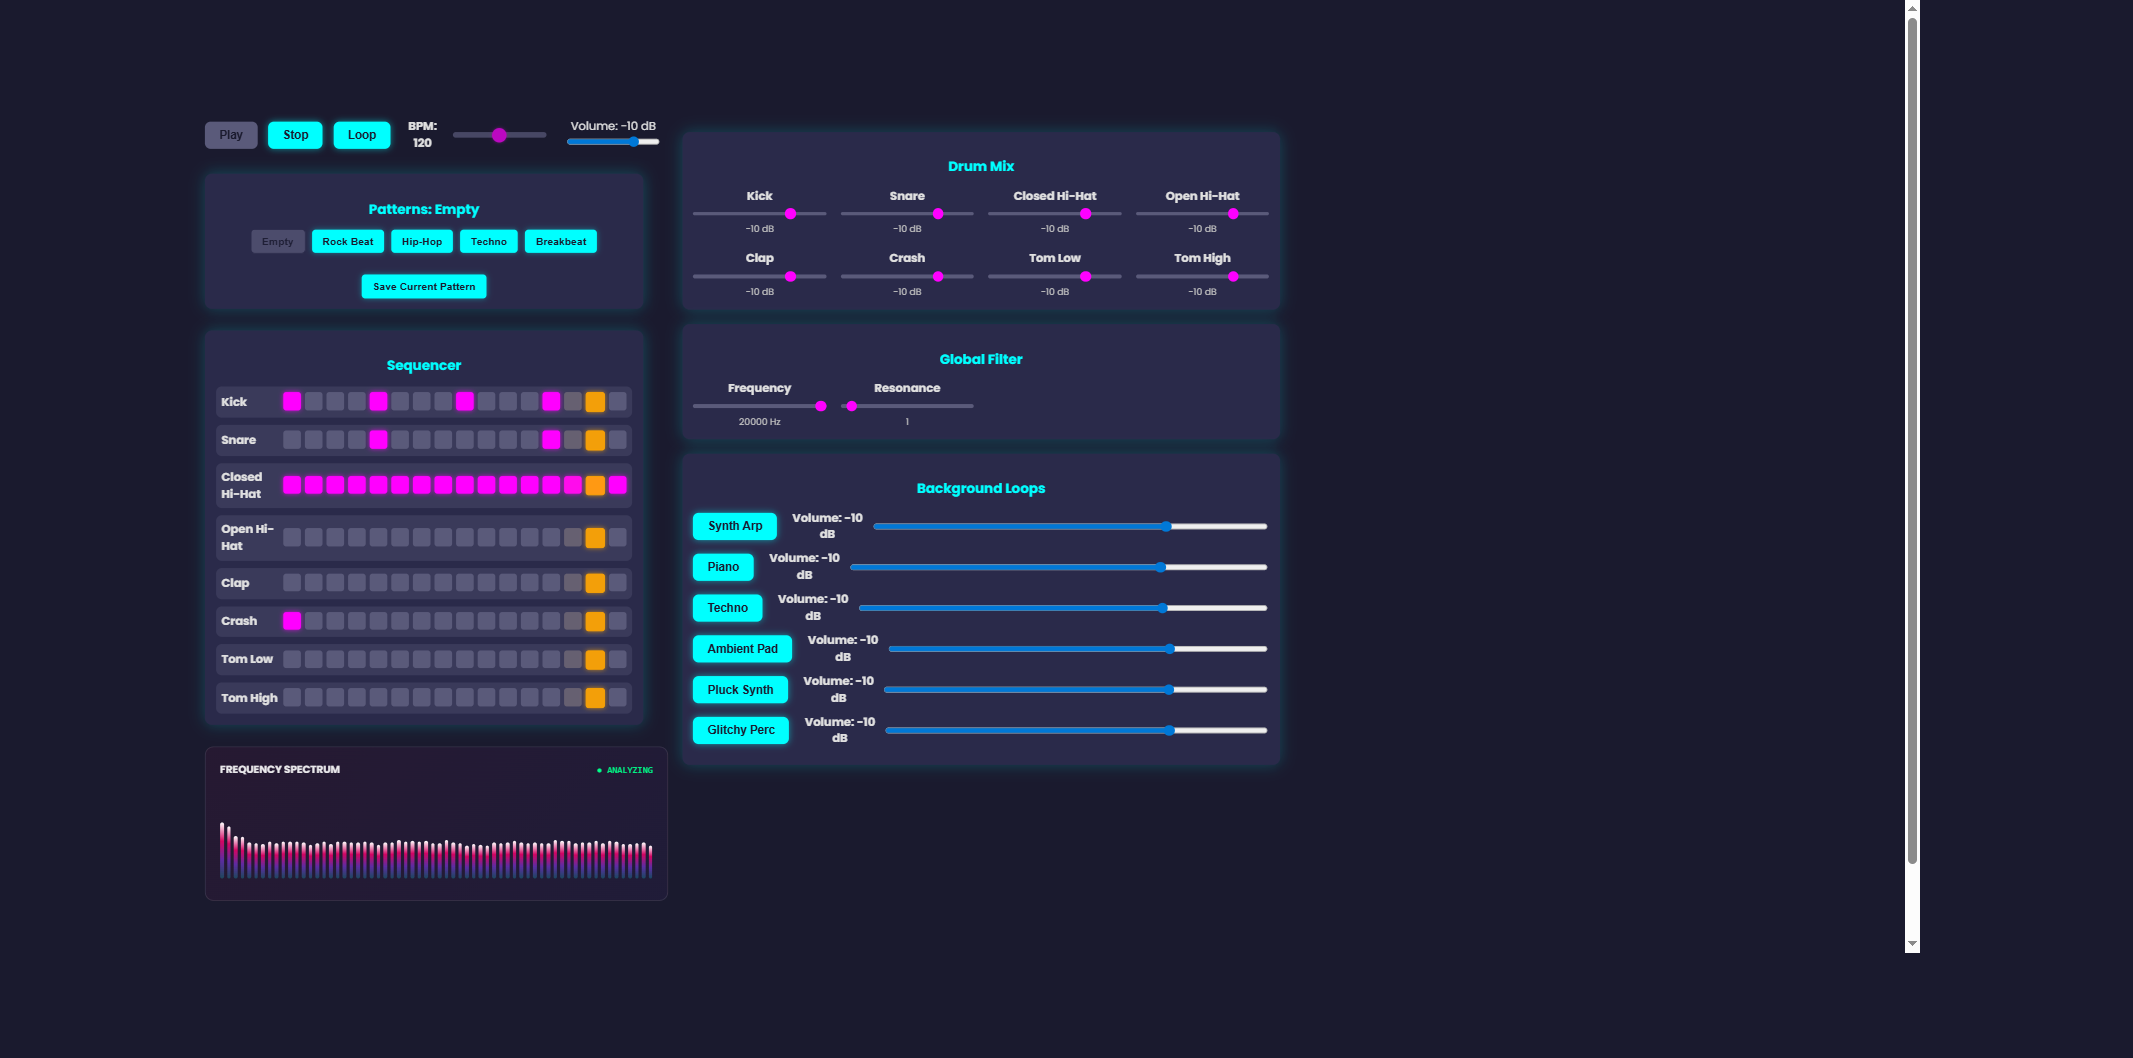 Play
Stop
Loop
BPM:
120
Volume: -10 dB
Patterns: Empty
Empty
Rock Beat
Hip-Hop
Techno
Breakbeat
Save Current Pattern
Sequencer
Kick
Snare
Closed
Hi-Hat
Open Hi-
Hat
Clap
Crash
Tom Low
Tom High
FREQUENCY SPECTRUM
● ANALYZING
Drum Mix
Kick
Snare
Closed Hi-Hat
Open Hi-Hat
-10 dB
-10 dB
-10 dB
-10 dB
Clap
Crash
Tom Low
Tom High
-10 dB
-10 dB
-10 dB
-10 dB
Global Filter
Frequency
Resonance
20000 Hz
1
Background Loops
Synth Arp
Volume: -10
dB
Piano
Volume: -10
dB
Techno
Volume: -10
dB
Ambient Pad
Volume: -10
dB
Pluck Synth
Volume: -10
dB
Glitchy Perc
Volume: -10
dB